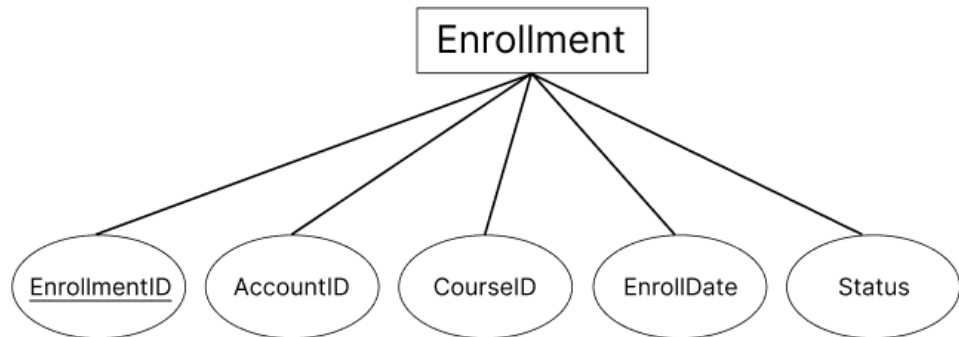 Enrollment
EnrollmentID
AccountID
CourseID
EnrollDate
Status